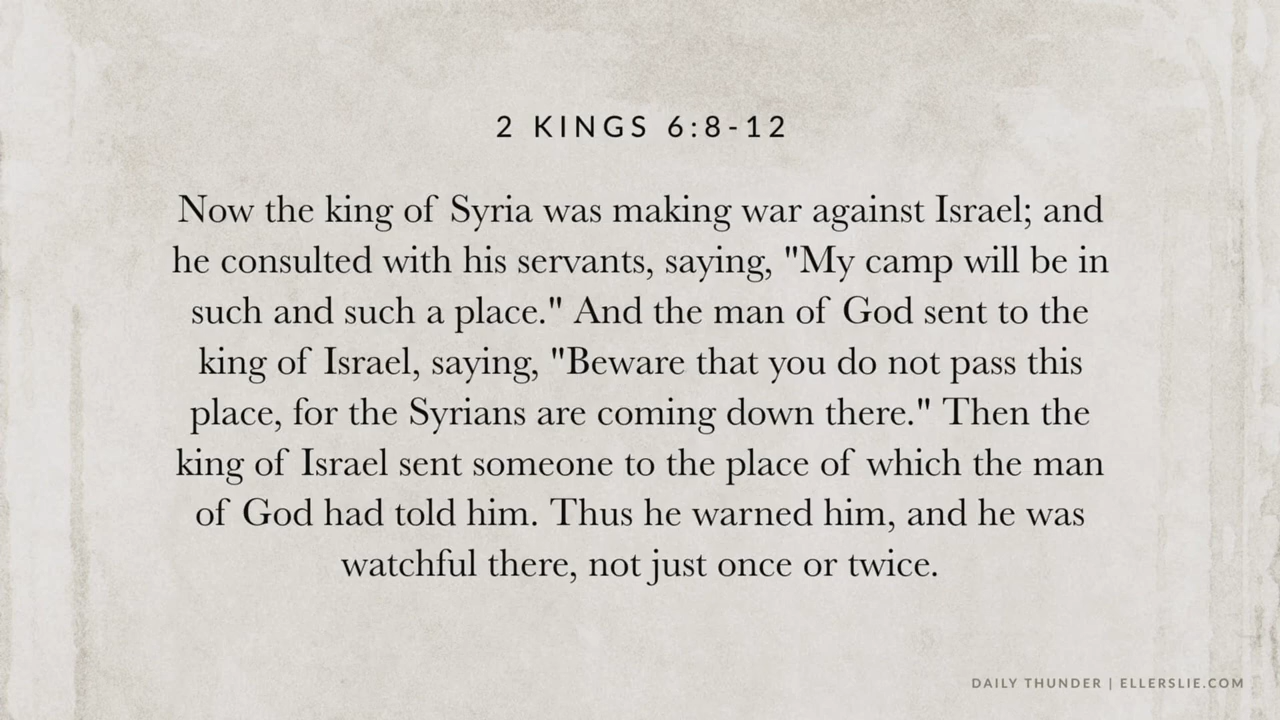 2 KINGS 6:8-12
Now the king of Syria was making war against Israel; and
he consulted with his servants, saying, "My camp will be in
such and such a place." And the man of God sent to the
king of Israel, saying, "Beware that you do not pass this
place, for the Syrians are coming down there." Then the
king of Israel sent someone to the place of which the man
of God had told him. Thus he warned him, and he was
watchful there, not just once or twice.
DAILY THUNDER | ELLERSLIE.COM